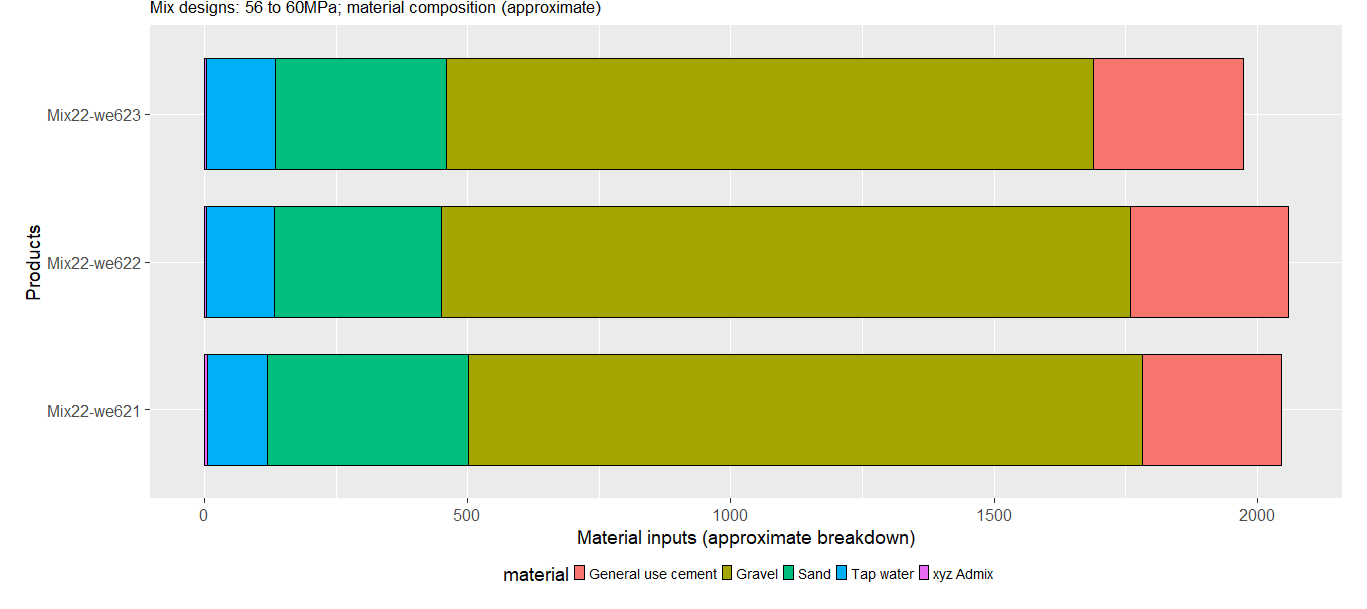 Mix designs: 56 to 60MPa; material composition (approximate)
Products
Mix22-we623
Mix22-we622
Mix22-we621
0 500 1000 1500 2000
Material inputs (approximate breakdown)
material General use cement Gravel Sand Tap water xyz Admix